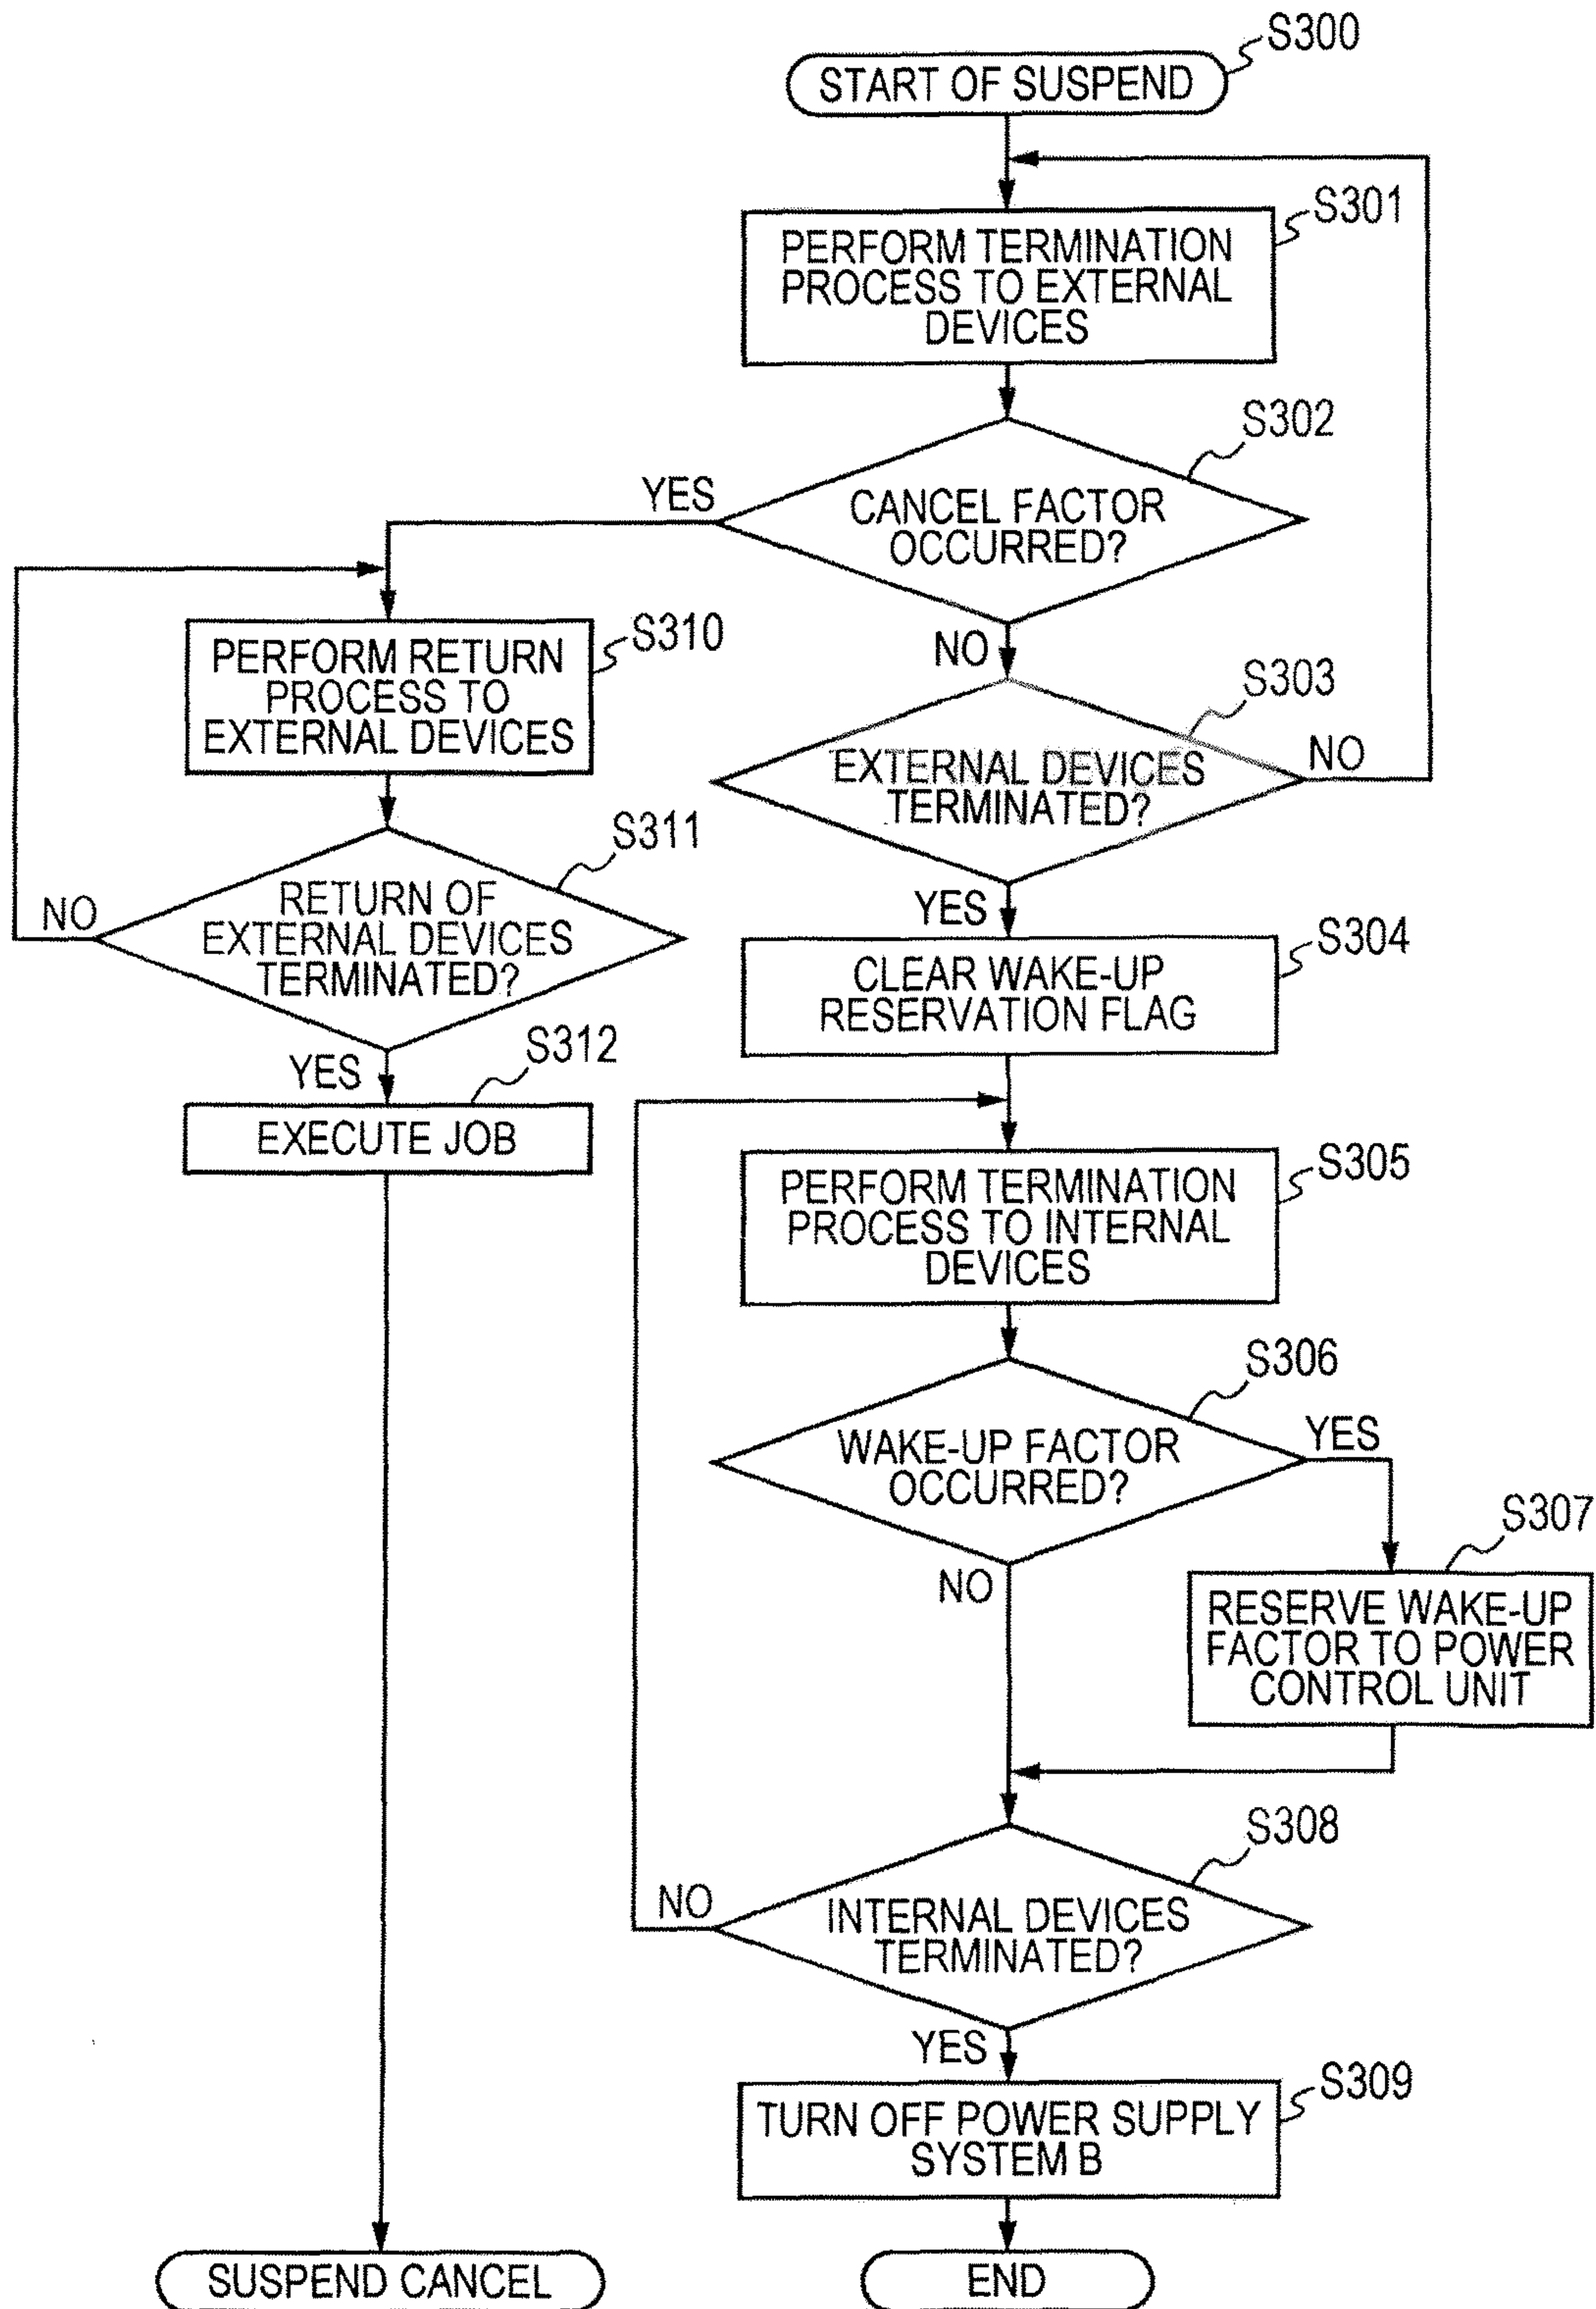 S300
START OF SUSPEND
S301
PERFORM TERMINATION
PROCESS TO EXTERNAL
DEVICES
S302
YES
CANCEL FACTOR
OCCURRED?
NO
S310
PERFORM RETURN
PROCESS TO
EXTERNAL DEVICES
S303
EXTERNAL DEVICES
TERMINATED?
NO
S311
RETURN OF
EXTERNAL DEVICES
TERMINATED?
NO
YES
S304
CLEAR WAKE-UP
RESERVATION FLAG
YES
S312
EXECUTE JOB
S305
PERFORM TERMINATION
PROCESS TO INTERNAL
DEVICES
S306
WAKE-UP FACTOR
OCCURRED?
YES
NO
S307
RESERVE WAKE-UP
FACTOR TO POWER
CONTROL UNIT
S308
INTERNAL DEVICES
TERMINATED?
NO
YES
S309
TURN OFF POWER SUPPLY
SYSTEM B
SUSPEND CANCEL
END